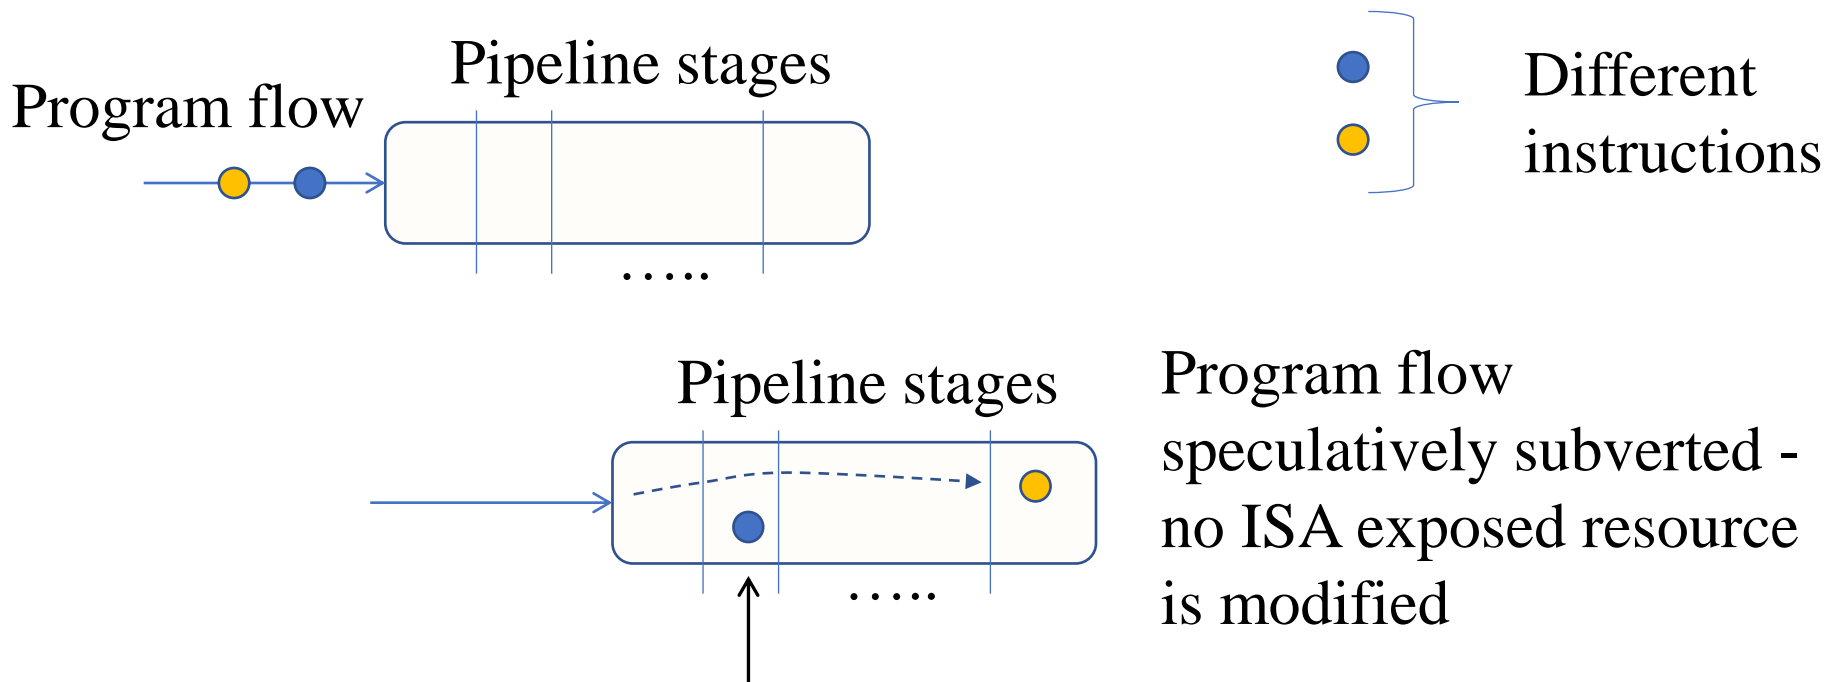 Pipeline stages
Program flow
.....
Different
instructions
Pipeline stages
.....
Program flow
speculatively subverted -
no ISA exposed resource
is modified